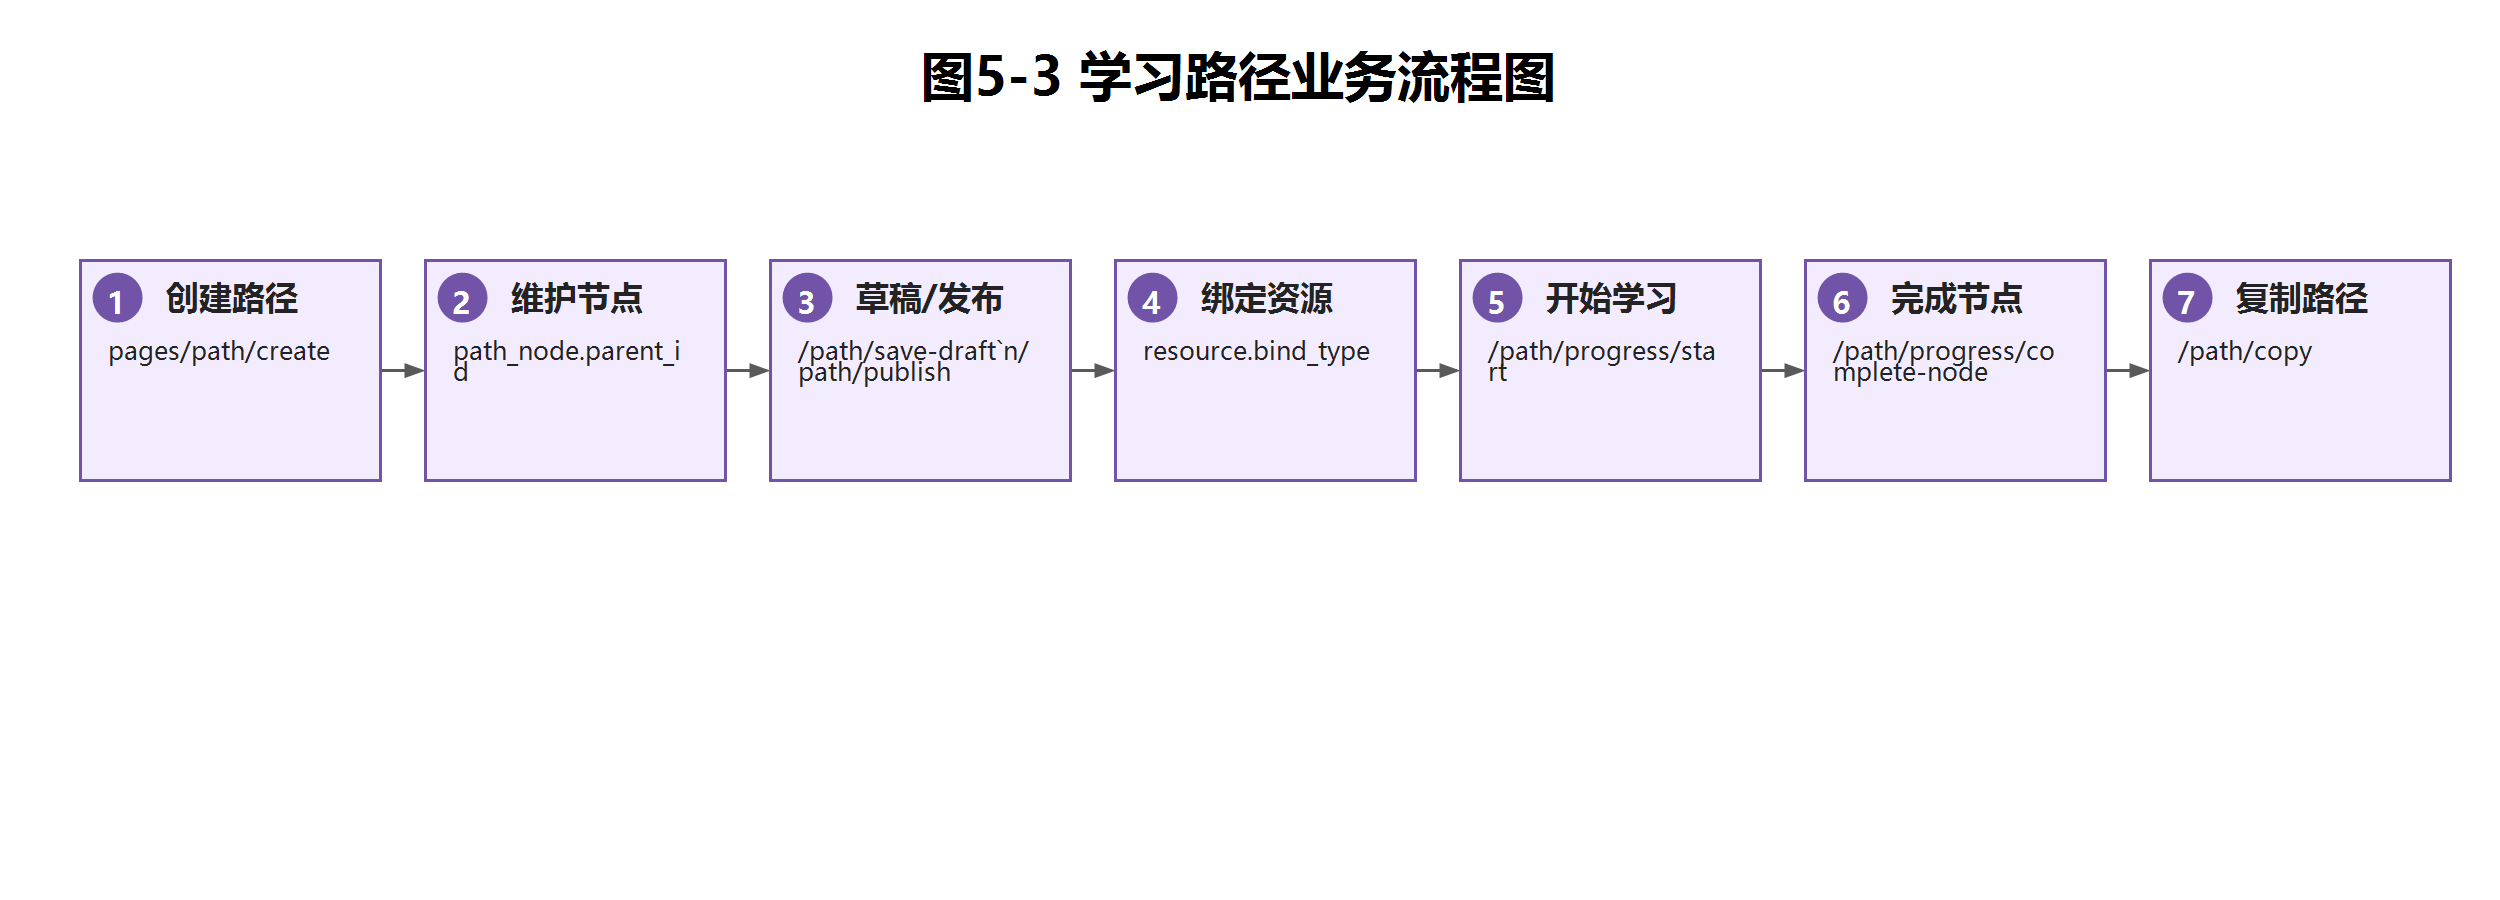 图5-3 学习路径业务流程图
1 创建路径
pages/path/create
2 维护节点
path_node.parent_i
d
3 草稿/发布
/path/save-draft`n/
path/publish
4 绑定资源
resource.bind_type
5 开始学习
/path/progress/sta
rt
6 完成节点
/path/progress/co
mplete-node
7 复制路径
/path/copy